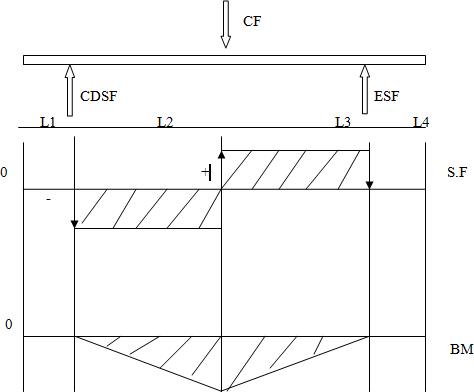 CF
CDSF ESF
L1 L2 L3 L4
0 + S.F
-
0
BM